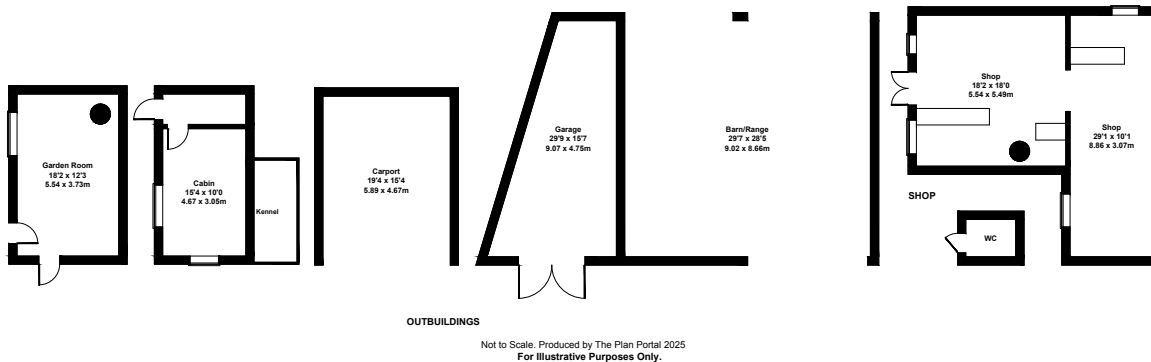 Garden Room
18'2 x 12'3
5.54 x 3.73m
Cabin
15'4 x 10'0
4.67 x 3.05m
Kennel
Carport
19'4 x 15'4
5.89 x 4.67m
Garage
29'9 x 15'7
9.07 x 4.75m
Barn/Range
29'7 x 28'5
9.02 x 8.66m
Shop
18'2 x 18'0
5.54 x 5.49m
Shop
29'1 x 10'1
8.86 x 3.07m
SHOP
WC
OUTBUILDINGS
Not to Scale. Produced by The Plan Portal 2025
For Illustrative Purposes Only.